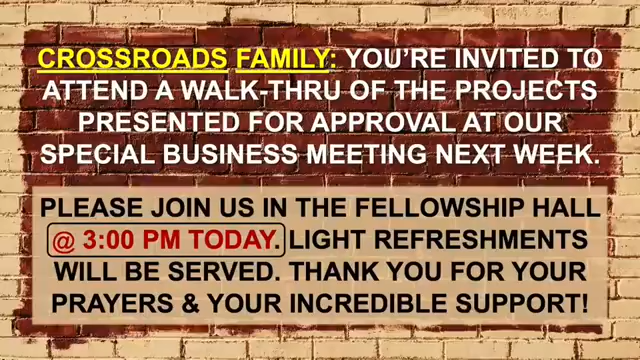 CROSSROADS FAMILY: YOU’RE INVITED TO
ATTEND A WALK-THRU OF THE PROJECTS
PRESENTED FOR APPROVAL AT OUR
SPECIAL BUSINESS MEETING NEXT WEEK.
PLEASE JOIN US IN THE FELLOWSHIP HALL
@ 3:00 PM TODAY. LIGHT REFRESHMENTS
WILL BE SERVED. THANK YOU FOR YOUR
PRAYERS & YOUR INCREDIBLE SUPPORT!